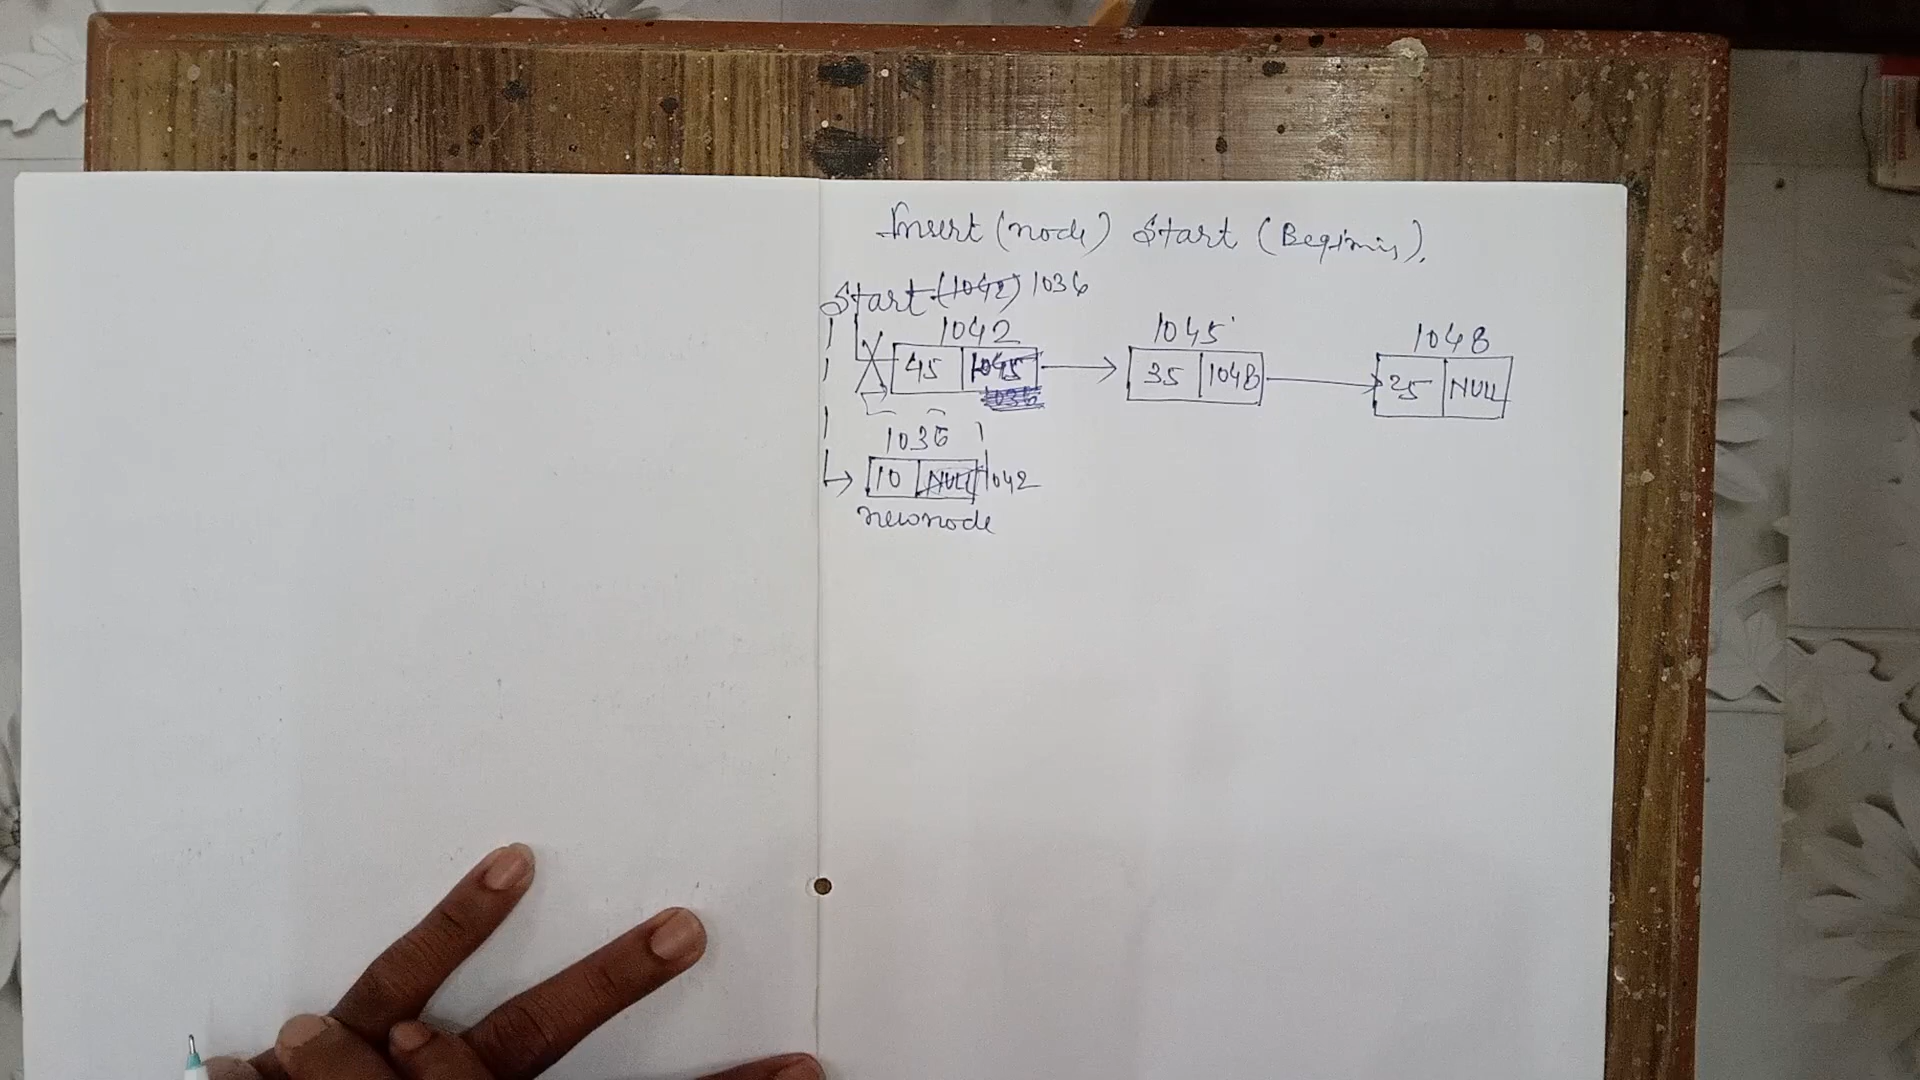 Insert (node) Start (Beginnig).
Start (1042) 1036
1042 1045 1048
45 1045 35 1048 25 NULL
1036
1036
10 NULL 1042
newnode